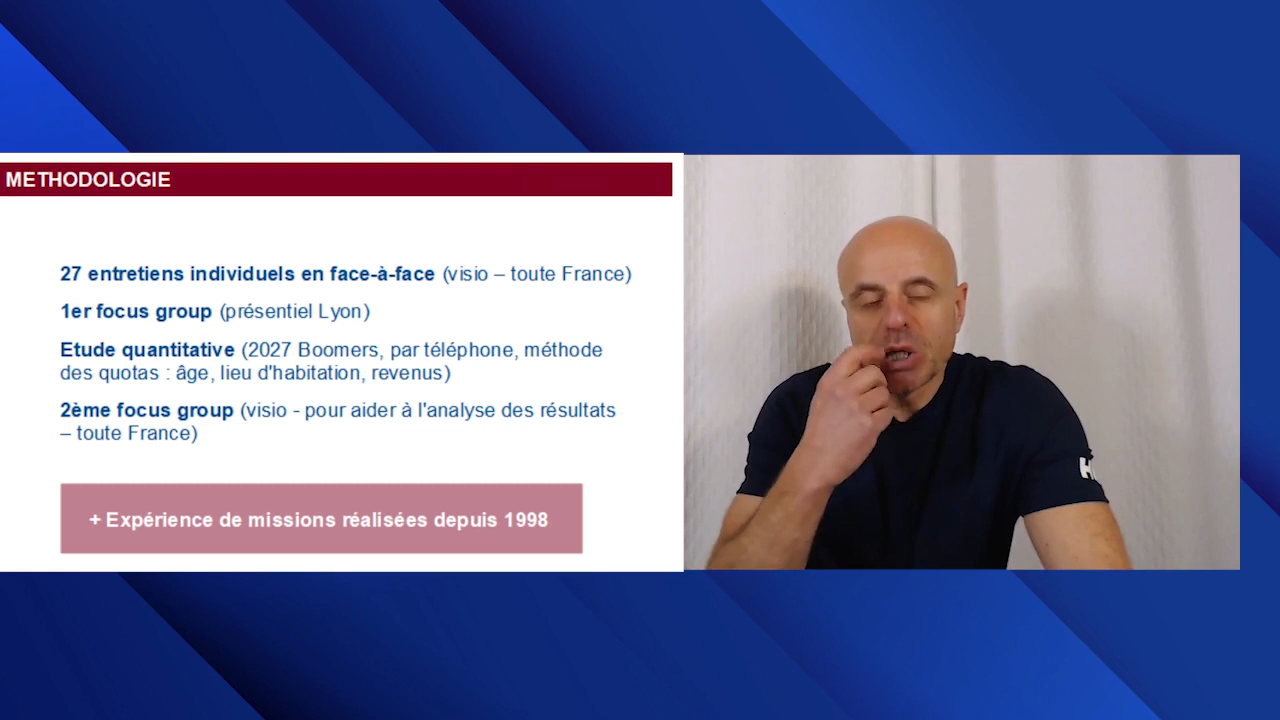 METHODOLOGIE
27 entretiens individuels en face-à-face (visio – toute France)
1er focus group (présentiel Lyon)
Etude quantitative (2027 Boomers, par téléphone, méthode
des quotas : âge, lieu d'habitation, revenus)
2ème focus group (visio - pour aider à l'analyse des résultats
– toute France)
+ Expérience de missions réalisées depuis 1998